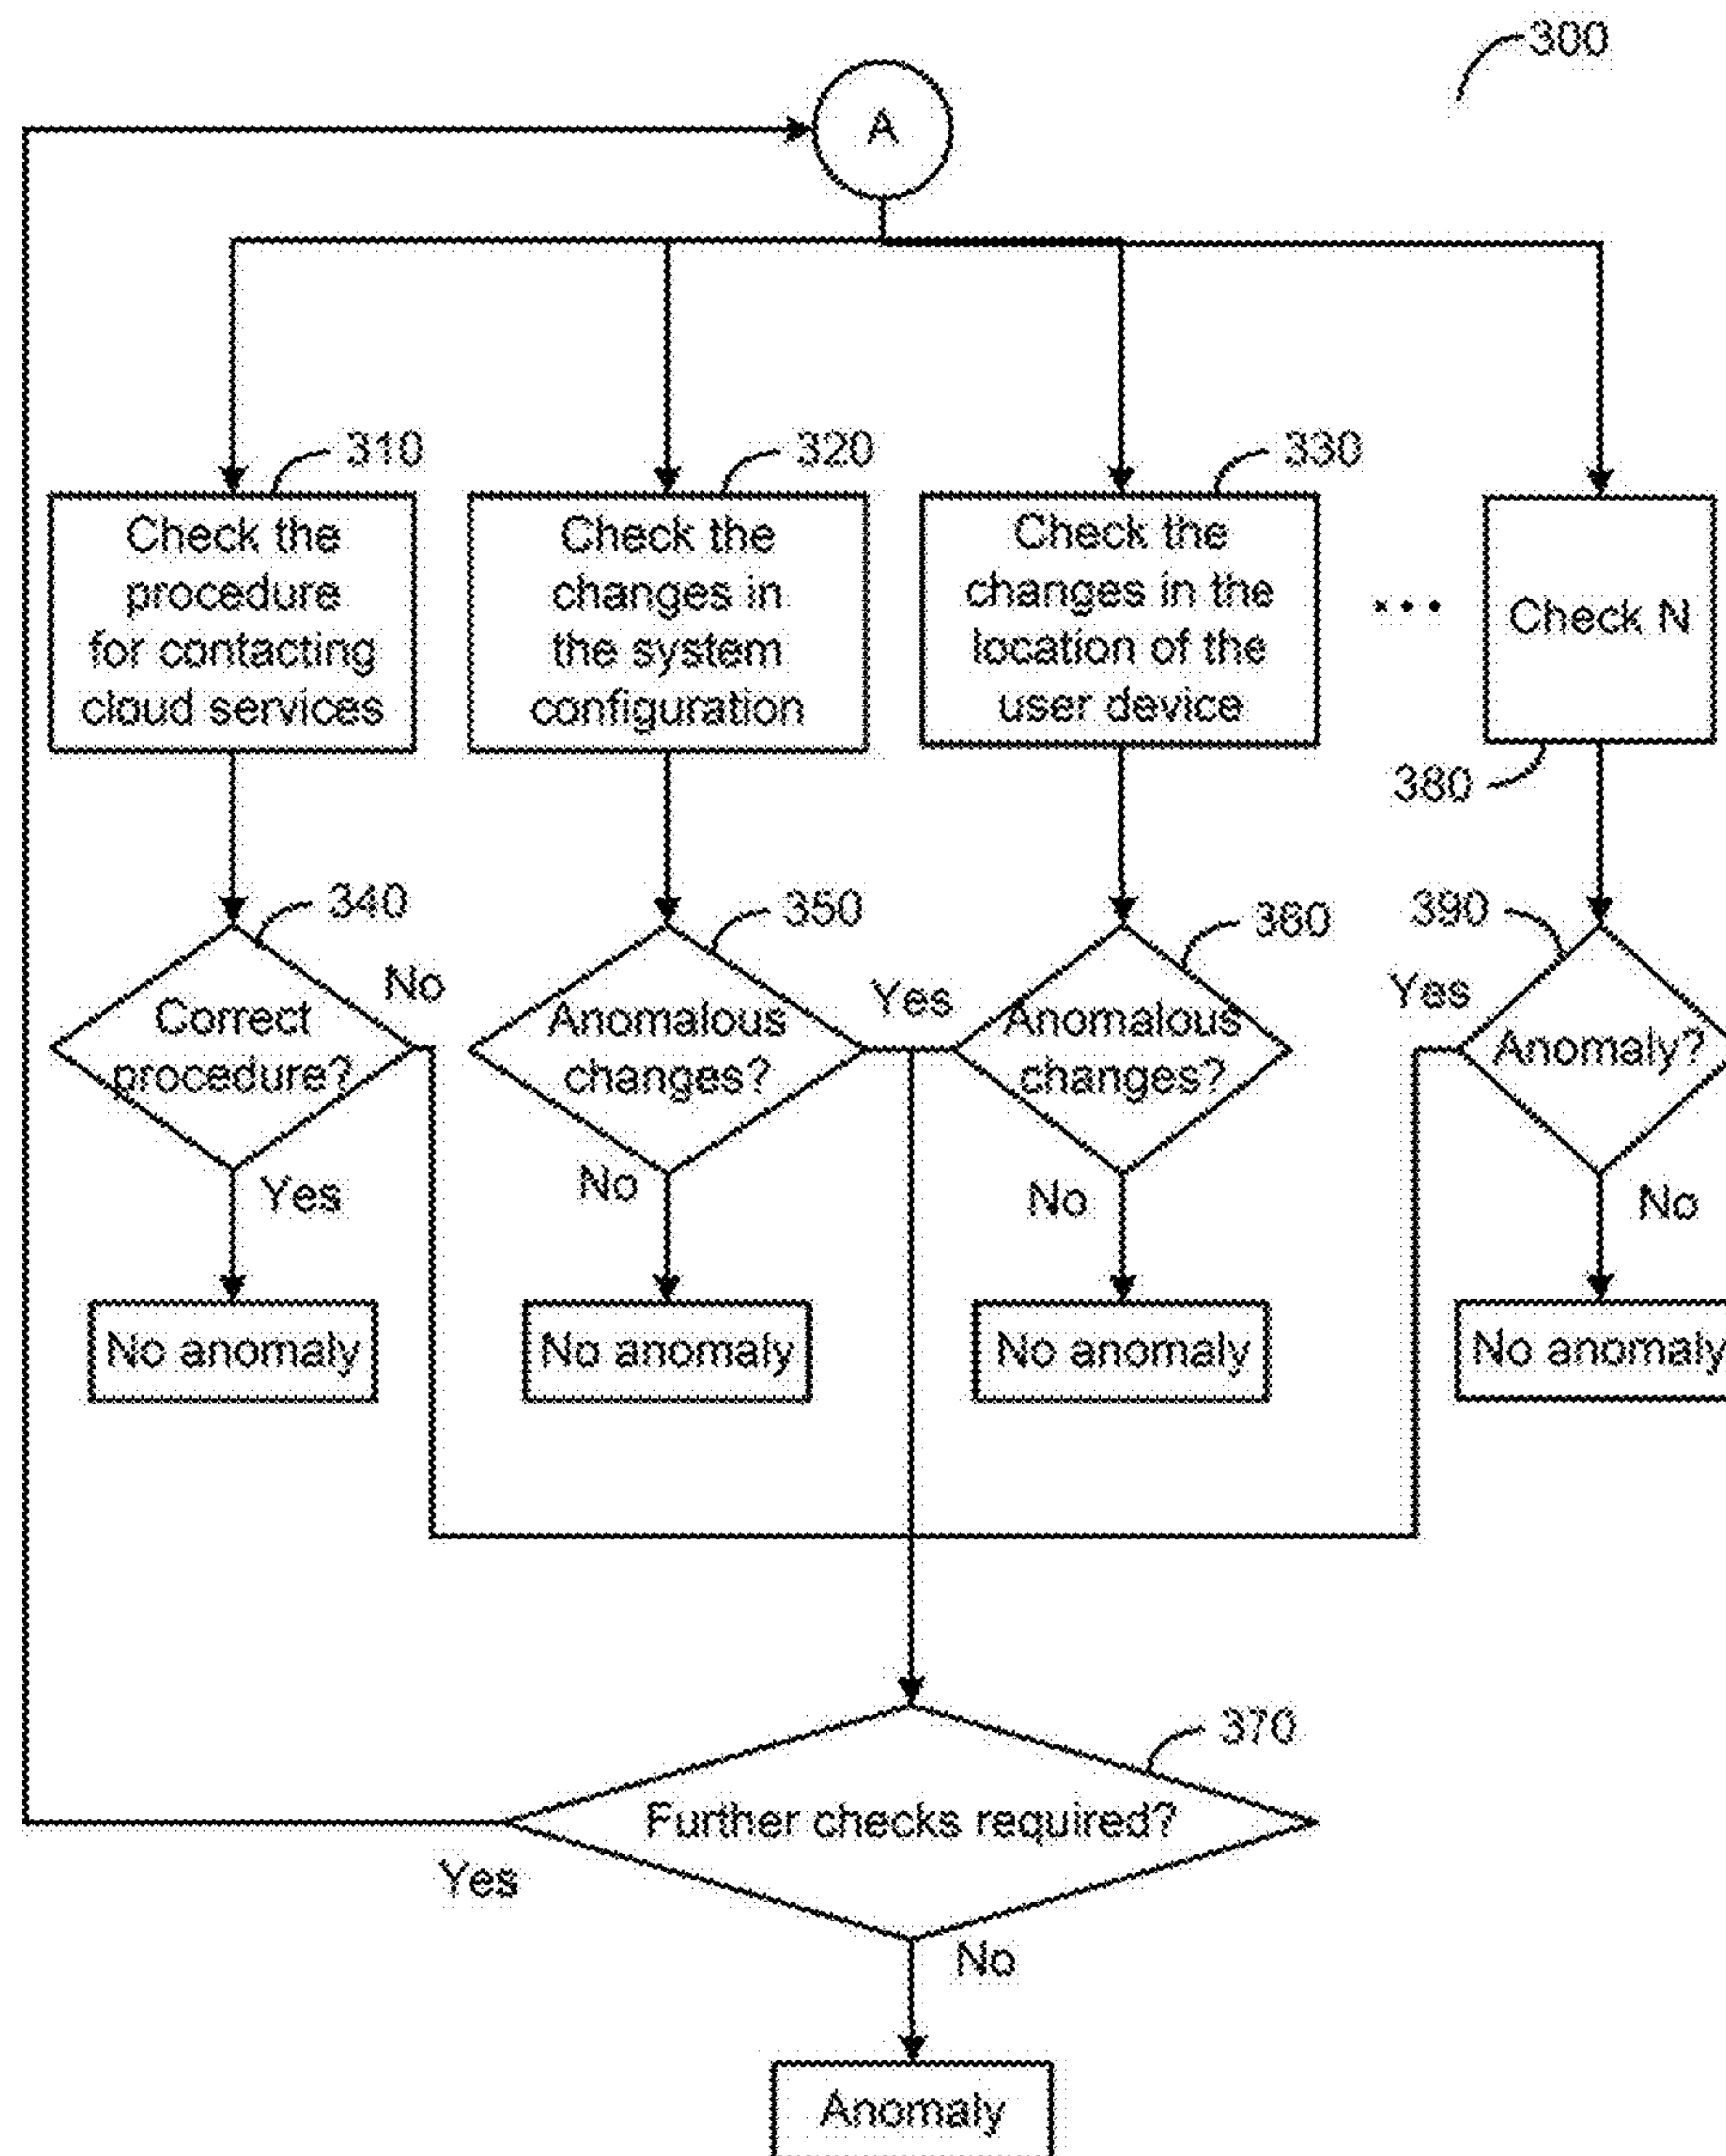 300
A
310
320
330
Check the
procedure
for contacting
cloud services
Check the
changes in
the system
configuration
Check the
changes in the
location of the
user device
Check N
380
340
350
360
390
Correct
procedure?
No
Yes
Anomalous
changes?
Yes
No
Anomalous
changes?
No
Yes
Anomaly?
No
No anomaly
No anomaly
No anomaly
No anomaly
370
Further checks required?
Yes
No
Anomaly